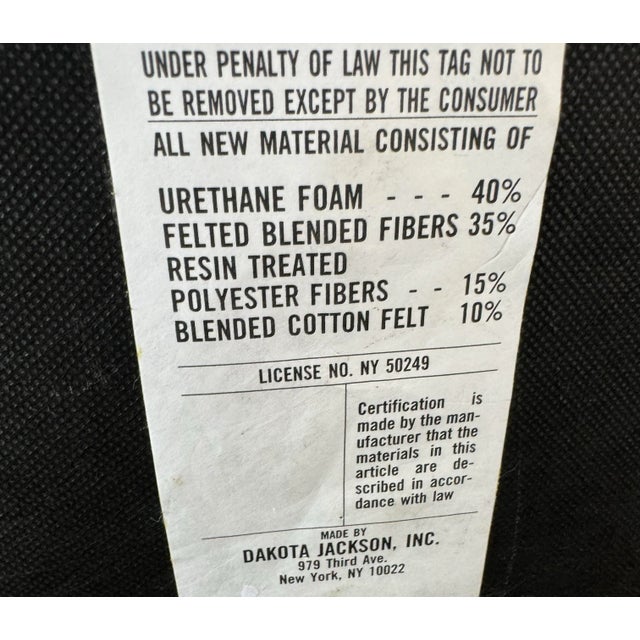 UNDER PENALTY OF LAW THIS TAG NOT TO
BE REMOVED EXCEPT BY THE CONSUMER
ALL NEW MATERIAL CONSISTING OF
URETHANE FOAM - - - 40%
FELTED BLENDED FIBERS 35%
RESIN TREATED
POLYESTER FIBERS - - 15%
BLENDED COTTON FELT 10%
LICENSE NO. NY 50249
Certification is
made by the man-
ufacturer that the
materials in this
article are de-
scribed in accor-
dance with law
MADE BY
DAKOTA JACKSON, INC.
979 Third Ave.
New York, NY 10022